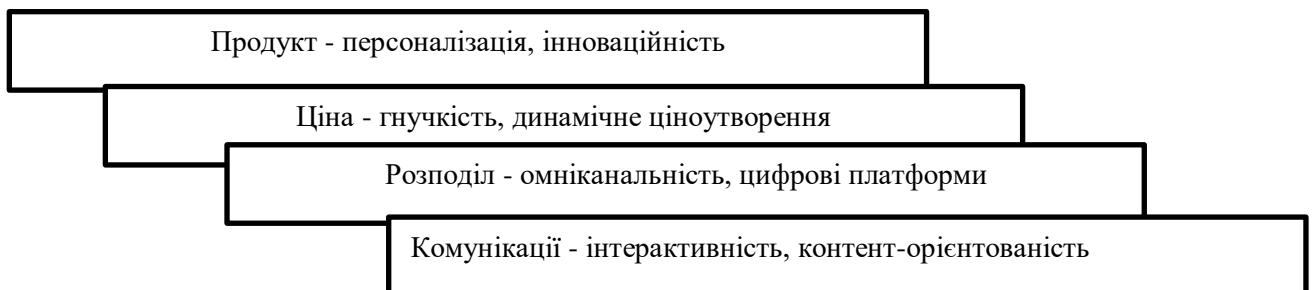 Продукт - персоналізація, інноваційність
Ціна - гнучкість, динамічне ціноутворення
Розподіл - омніканальність, цифрові платформи
Комунікації - інтерактивність, контент-орієнтованість